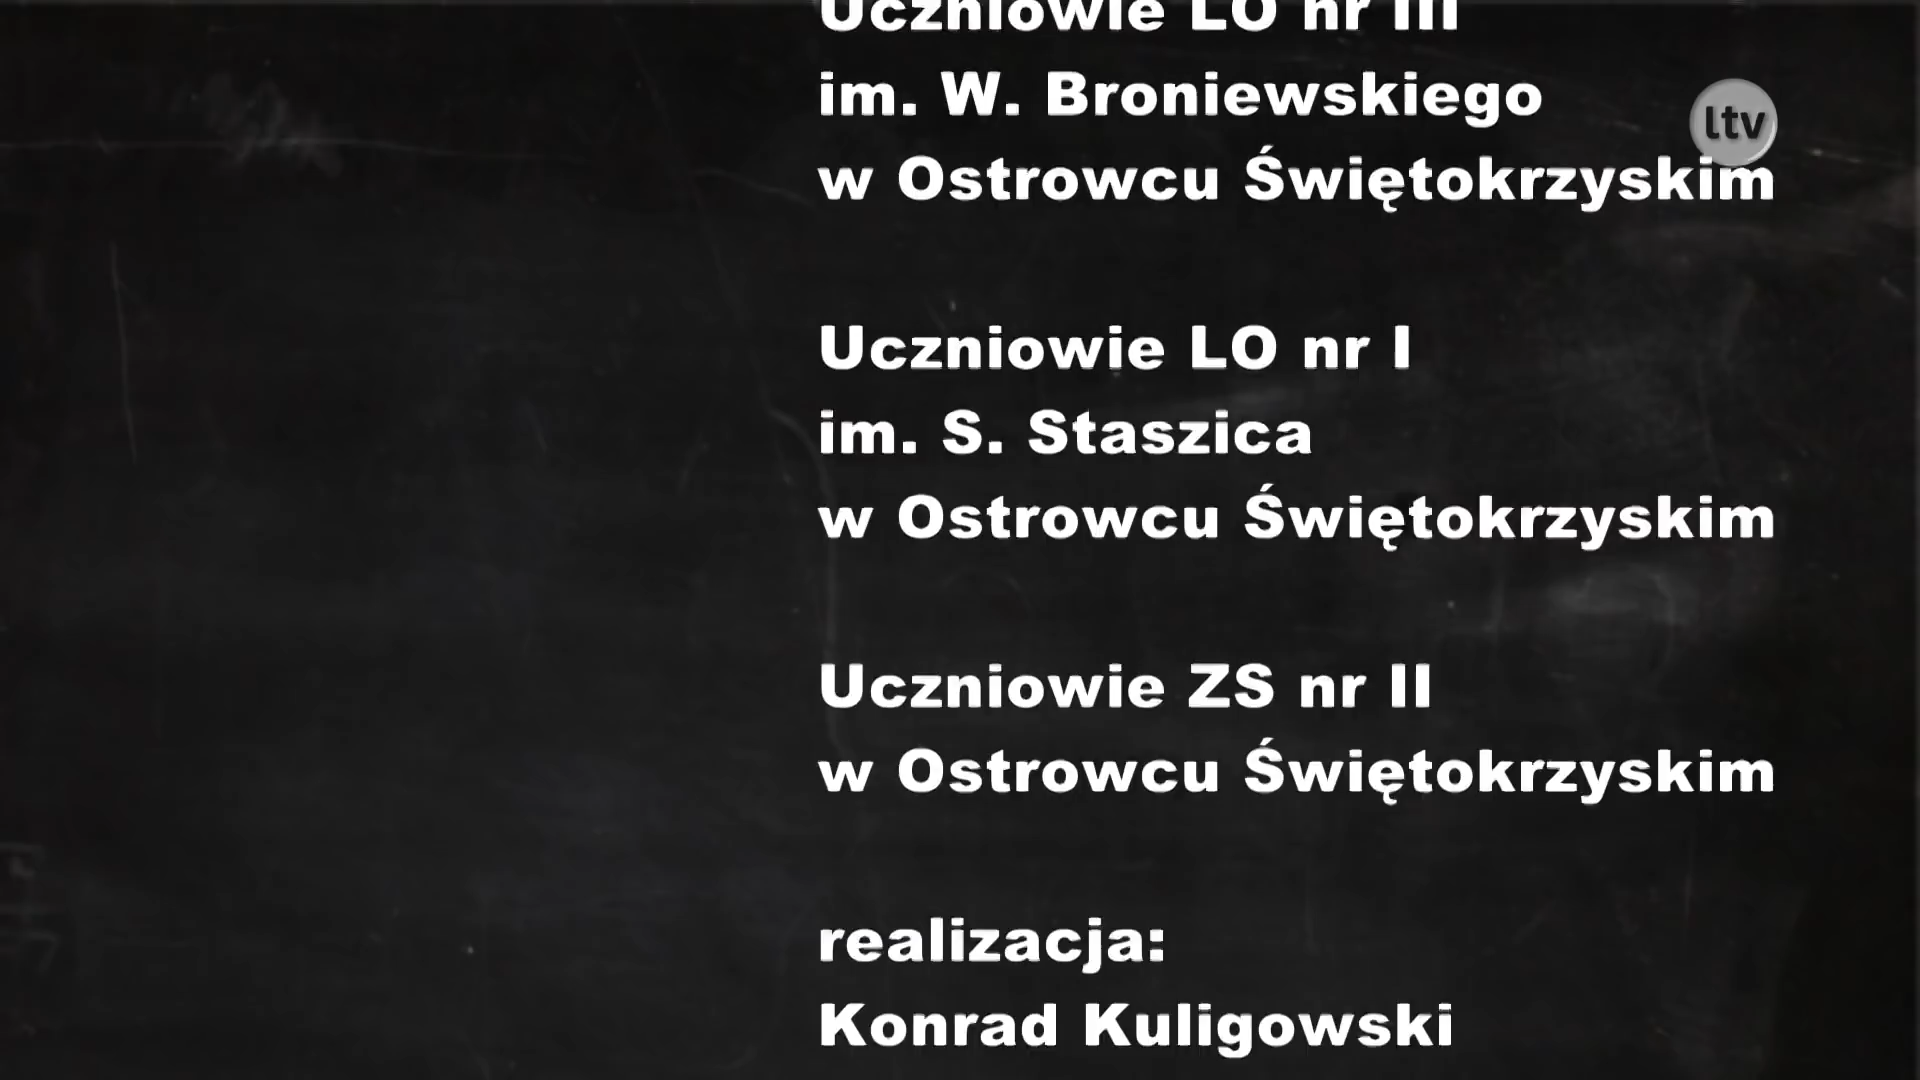 Uczniowie LO nr III
im. W. Broniewskiego
ltv
w Ostrowcu Świętokrzyskim
Uczniowie LO nr I
im. S. Staszica
w Ostrowcu Świętokrzyskim
Uczniowie ZS nr II
w Ostrowcu Świętokrzyskim
realizacja:
Konrad Kuligowski